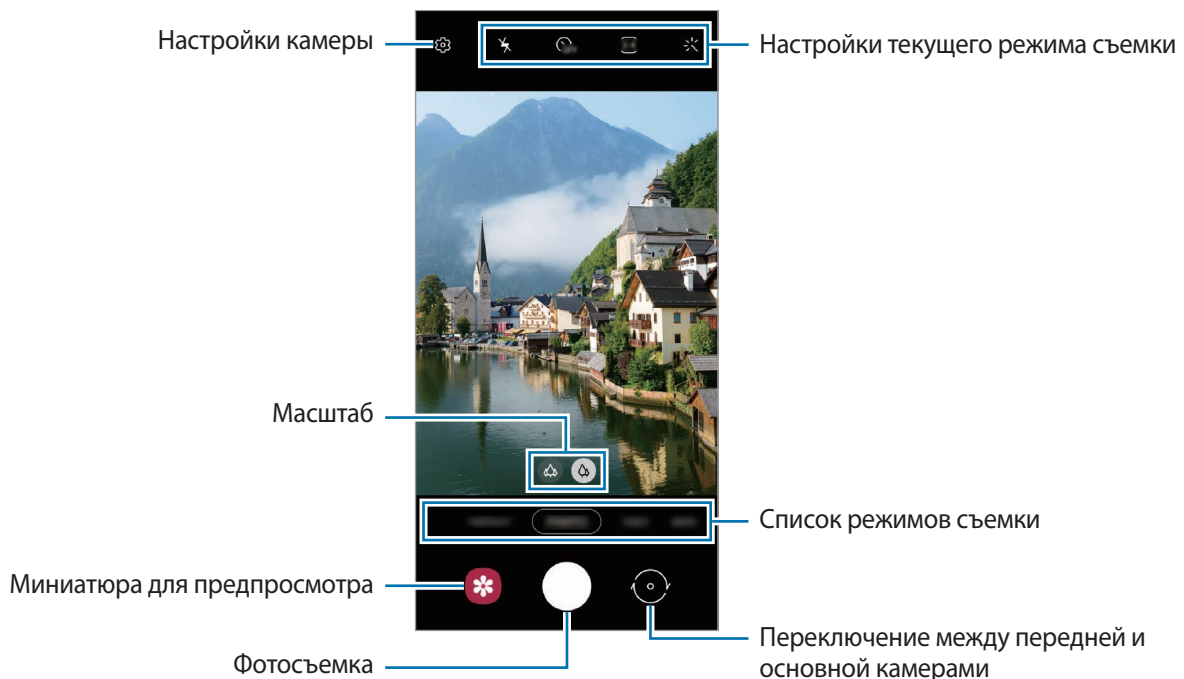 Настройки камеры
Настройки текущего режима съемки
Масштаб
Список режимов съемки
Миниатюра для предпросмотра
Фотосъемка
Переключение между передней и
основной камерами